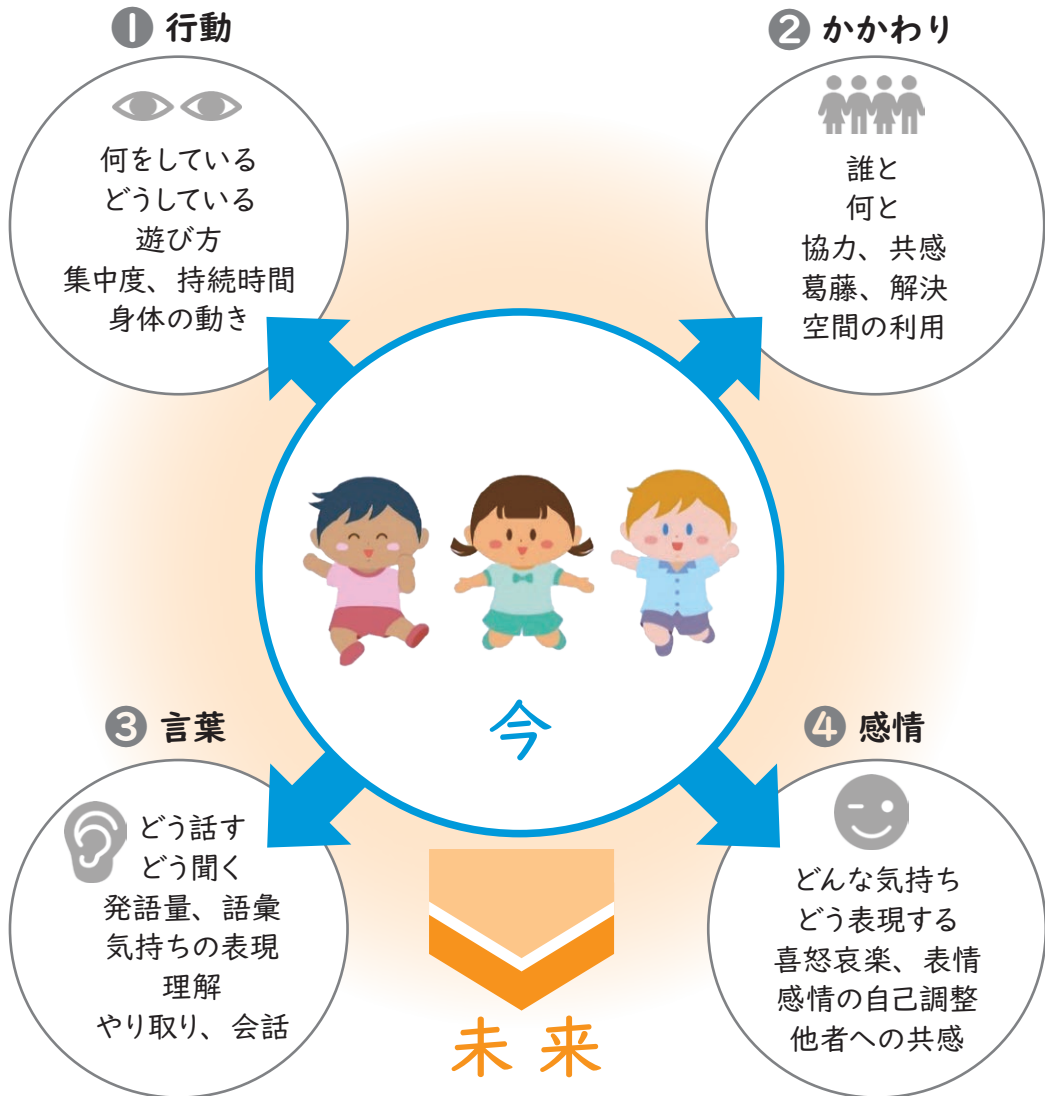 ❶ 行動
何をしている
どうしている
遊び方
集中度、持続時間
身体の動き
❷ かかわり
誰と
何と
協力、共感
葛藤、解決
空間の利用
今
❸ 言葉
どう話す
どう聞く
発語量、語彙
気持ちの表現
理解
やり取り、会話
❹ 感情
どんな気持ち
どう表現する
喜怒哀楽、表情
感情の自己調整
他者への共感
未来